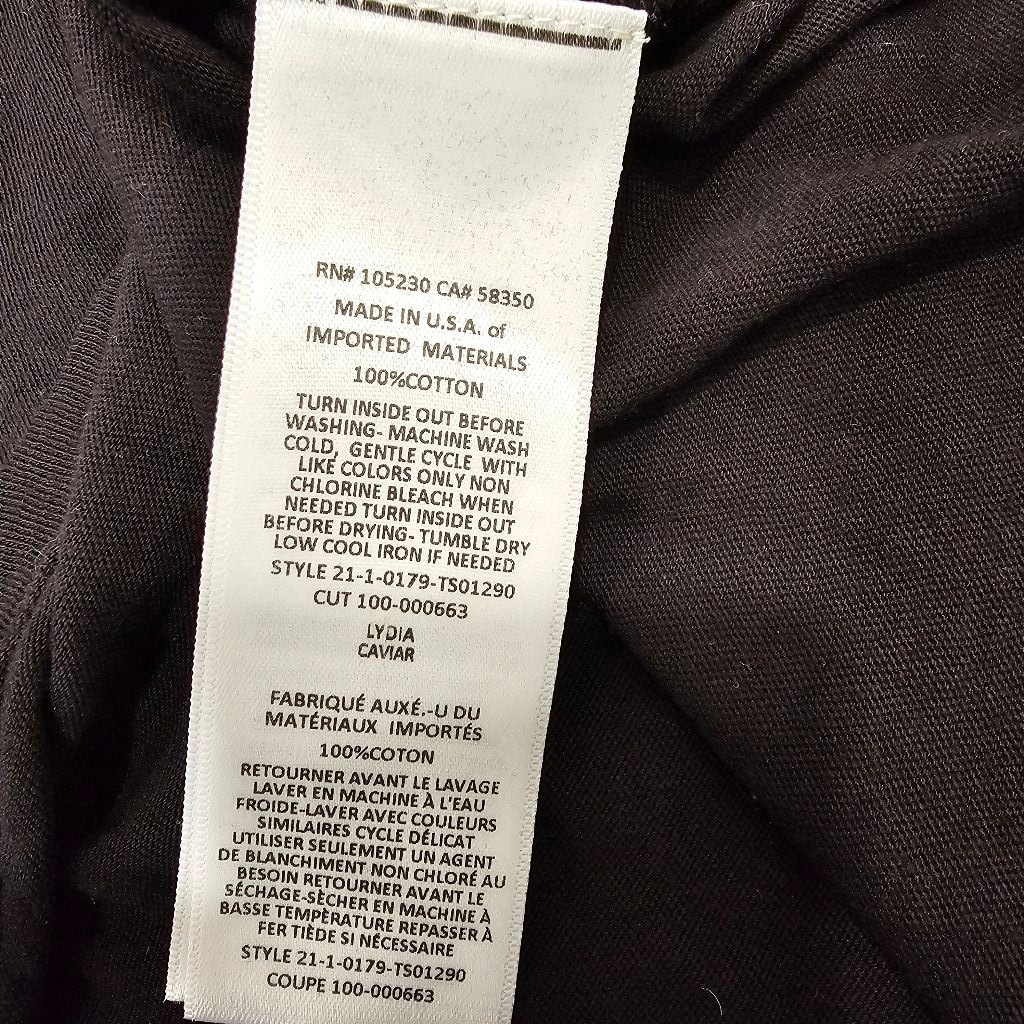 RN# 105230 CA# 58350
MADE IN U.S.A. of
IMPORTED MATERIALS
100%COTTON
TURN INSIDE OUT BEFORE
WASHING- MACHINE WASH
COLD, GENTLE CYCLE WITH
LIKE COLORS ONLY NON
CHLORINE BLEACH WHEN
NEEDED TURN INSIDE OUT
BEFORE DRYING- TUMBLE DRY
LOW COOL IRON IF NEEDED
STYLE 21-1-0179-TS01290
CUT 100-000663
LYDIA
CAVIAR
FABRIQUÉ AUXÉ.-U DU
MATÉRIAUX IMPORTÉS
100%COTON
RETOURNER AVANT LE LAVAGE
LAVER EN MACHINE À L'EAU
FROIDE-LAVER AVEC COULEURS
SIMILAIRES CYCLE DÉLICAT
UTILISER SEULEMENT UN AGENT
DE BLANCHIMENT NON CHLORÉ AU
BESOIN RETOURNER AVANT LE
SÉCHAGE-SÈCHER EN MACHINE À
BASSE TEMPÈRATURE REPASSER À
FER TIÈDE SI NÉCESSAIRE
STYLE 21-1-0179-TS01290
COUPE 100-000663